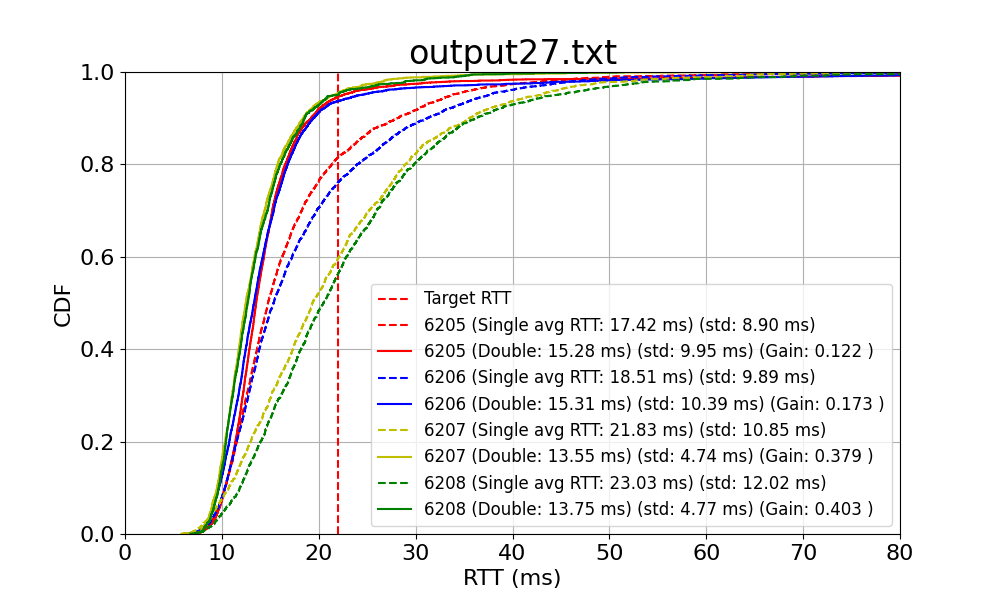 output27.txt
1.0
0.8
0.6
0.4
0.2
0.0
CDF
Target RTT
6205 (Single avg RTT: 17.42 ms) (std: 8.90 ms)
6205 (Double: 15.28 ms) (std: 9.95 ms) (Gain: 0.122 )
6206 (Single avg RTT: 18.51 ms) (std: 9.89 ms)
6206 (Double: 15.31 ms) (std: 10.39 ms) (Gain: 0.173 )
6207 (Single avg RTT: 21.83 ms) (std: 10.85 ms)
6207 (Double: 13.55 ms) (std: 4.74 ms) (Gain: 0.379 )
6208 (Single avg RTT: 23.03 ms) (std: 12.02 ms)
6208 (Double: 13.75 ms) (std: 4.77 ms) (Gain: 0.403 )
0 10 20 30 40 50 60 70 80
RTT (ms)